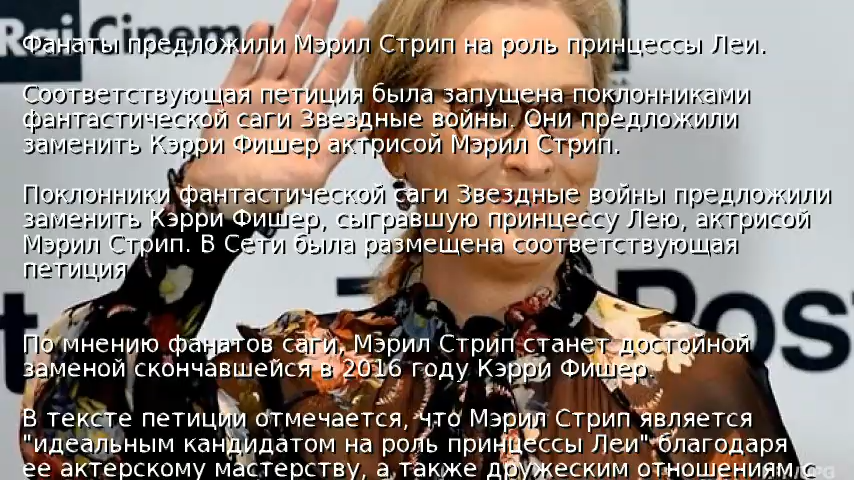 Rai Cinema
Фанаты предложили Мэрил Стрип на роль принцессы Леи.
Соответствующая петиция была запущена поклонниками
фантастической саги Звездные войны. Они предложили
заменить Кэрри Фишер актрисой Мэрил Стрип.
Поклонники фантастической саги Звездные войны предложили
заменить Кэрри Фишер, сыгравшую принцессу Лею, актрисой
Мэрил Стрип. В Сети была размещена соответствующая
петиция
Post
По мнению фанатов саги, Мэрил Стрип станет достойной
заменой скончавшейся в 2016 году Кэрри Фишер.
В тексте петиции отмечается, что Мэрил Стрип является
"идеальным кандидатом на роль принцессы Леи" благодаря
ее актерскому мастерству, а также дружеским отношениям с